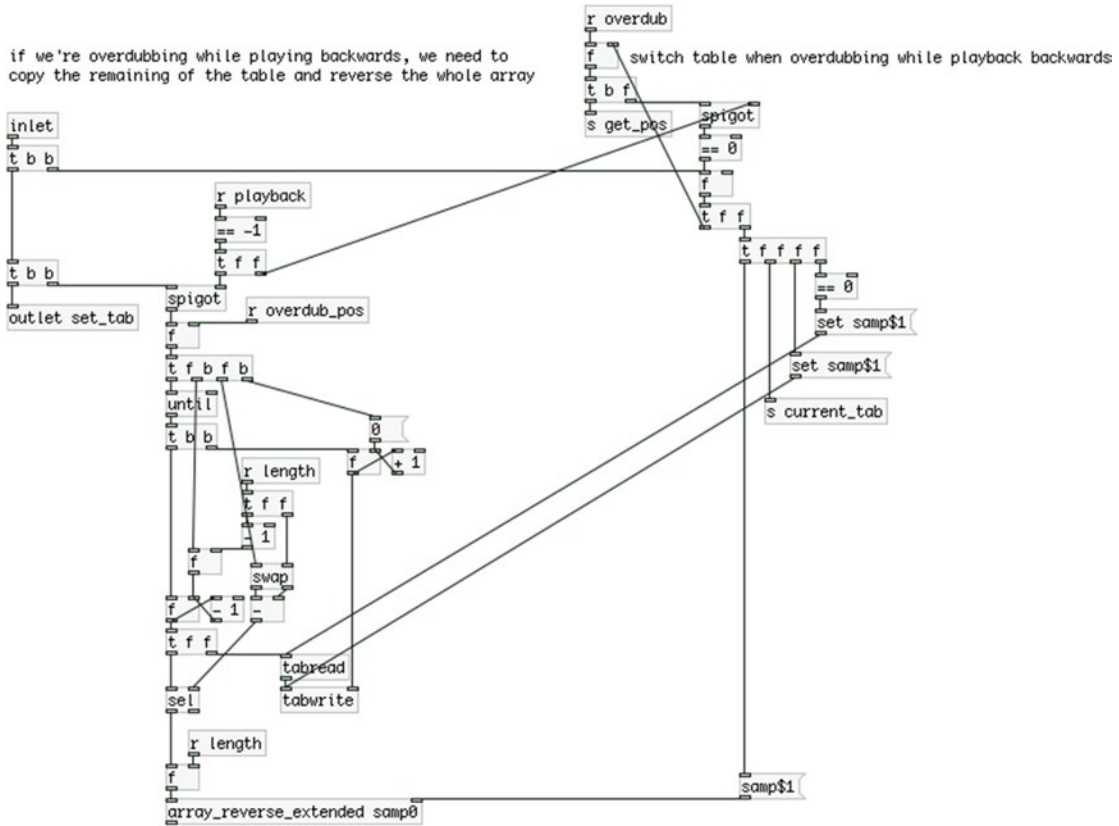 r overdub
if we're overdubbing while playing backwards, we need to
copy the remaining of the table and reverse the whole array
f
switch table when overdubbing while playback backwards
t b f
s get_pos
spigot
inlet
== 0
t b b
f
r playback
t f f
== -1
t f f f f
t f f
t b b
== 0
spigot
outlet set_tab
r overdub_pos
set samp$1
f
t f b f b
set samp$1
until
s current_tab
0
t b b
f
+ 1
r length
t f f
- 1
f
swap
f
- 1
-
t f f
tabread
sel
tabwrite
r length
f
samp$1
array_reverse_extended samp0